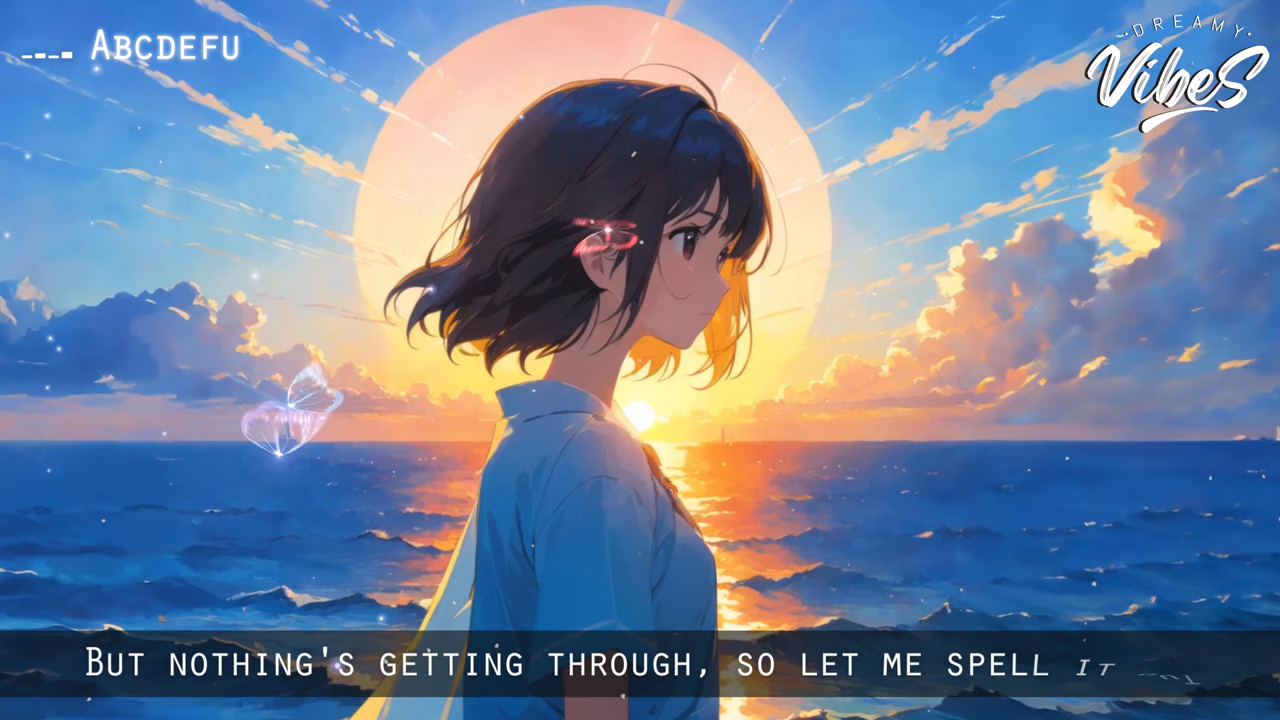 Abcdefu
DREAMY
Vibes
But nothing's getting through, so let me spell it